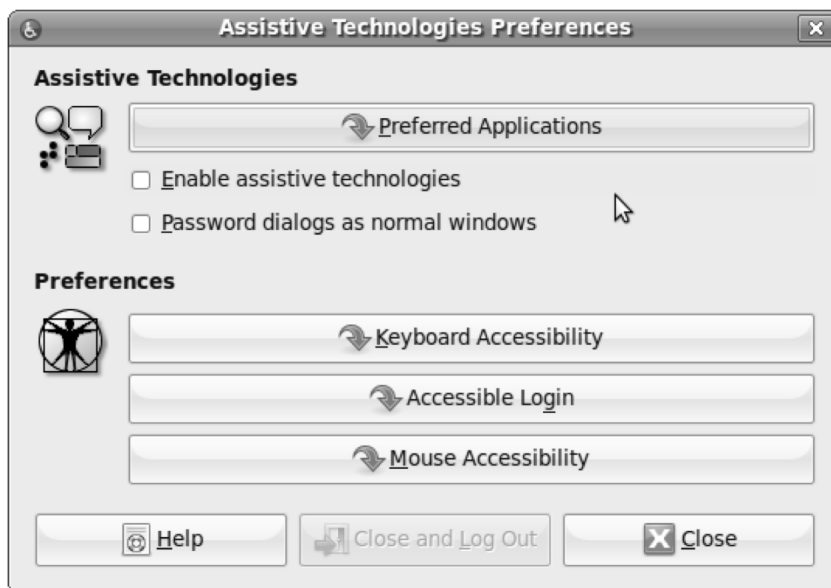 Assistive Technologies Preferences
Assistive Technologies
Preferred Applications
Enable assistive technologies
Password dialogs as normal windows
Preferences
Keyboard Accessibility
Accessible Login
Mouse Accessibility
Help Close and Log Out Close